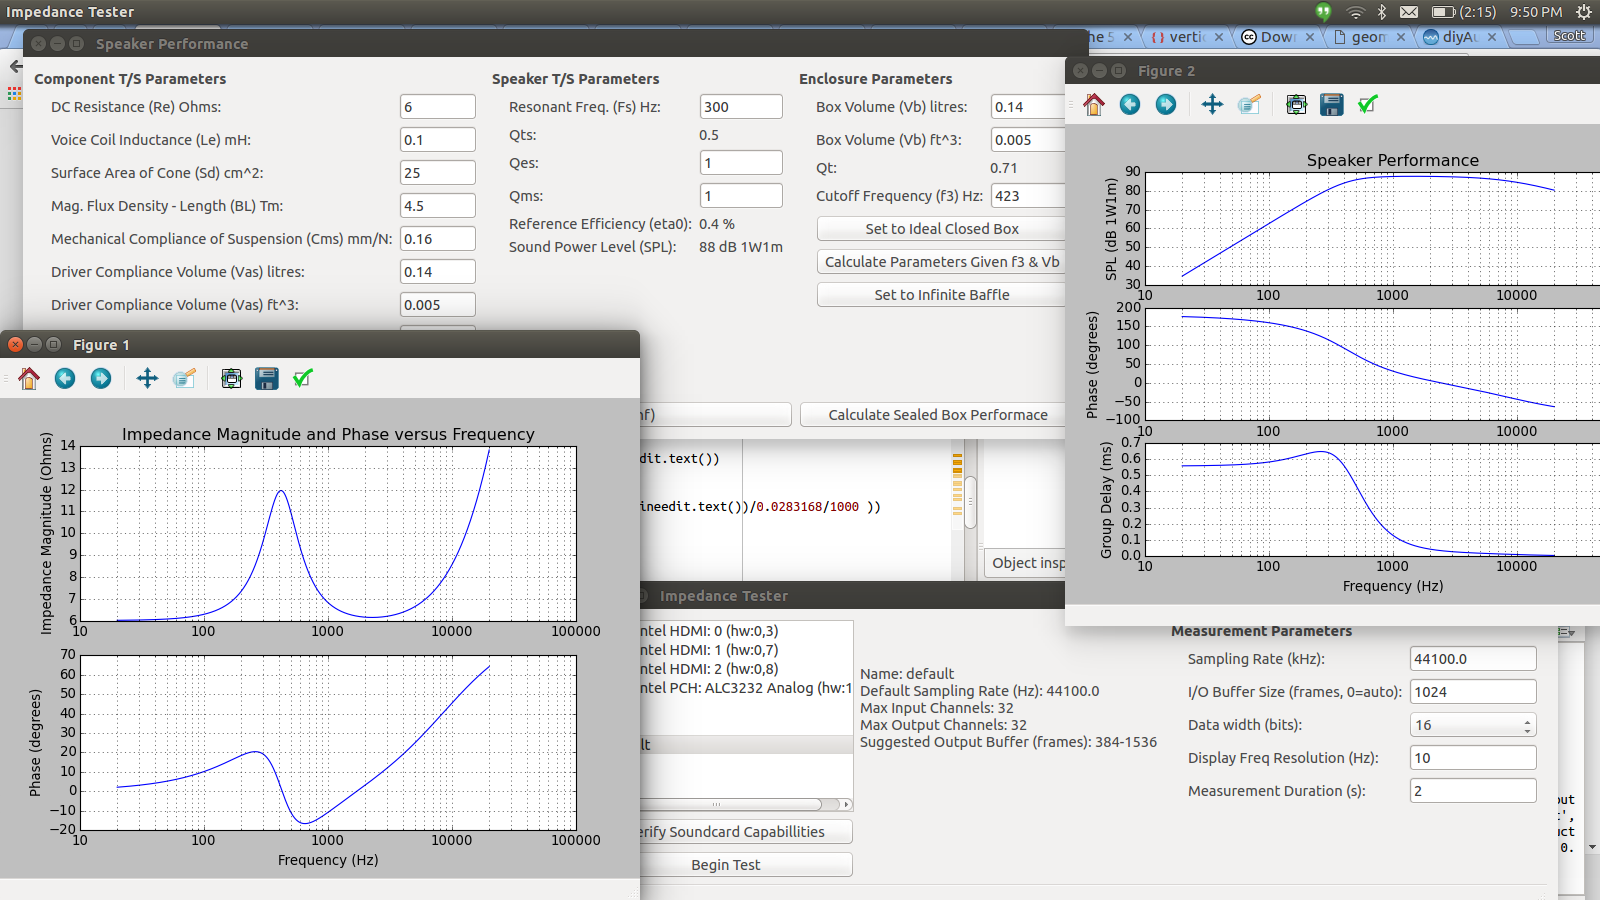 Impedance Tester
(2:15)
9:50 PM
Scott
he 5
vertic
Down
geom
diyAu
Speaker Performance
Component T/S Parameters
DC Resistance (Re) Ohms:
6
Voice Coil Inductance (Le) mH:
0.1
Surface Area of Cone (Sd) cm^2:
25
Mag. Flux Density - Length (BL) Tm:
4.5
Mechanical Compliance of Suspension (Cms) mm/N:
0.16
Driver Compliance Volume (Vas) litres:
0.14
Driver Compliance Volume (Vas) ft^3:
0.005
Speaker T/S Parameters
Resonant Freq. (Fs) Hz:
300
Qts:
0.5
Qes:
1
Qms:
1
Reference Efficiency (eta0):
0.4 %
Sound Power Level (SPL):
88 dB 1W1m
Enclosure Parameters
Box Volume (Vb) litres:
0.14
Box Volume (Vb) ft^3:
0.005
Qt:
0.71
Cutoff Frequency (f3) Hz:
423
Set to Ideal Closed Box
Calculate Parameters Given f3 & Vb
Set to Infinite Baffle
nf)
Calculate Sealed Box Performace
Figure 2
Speaker Performance
SPL (dB 1W1m)
90
80
70
60
50
40
30
10
100
1000
10000
Phase (degrees)
200
150
100
50
0
−50
−100
10
100
1000
10000
Group Delay (ms)
0.7
0.6
0.5
0.4
0.3
0.2
0.1
0.0
10
100
1000
10000
Frequency (Hz)
Figure 1
Impedance Magnitude and Phase versus Frequency
Impedance Magnitude (Ohms)
14
13
12
11
10
9
8
7
6
10
100
1000
10000
100000
Phase (degrees)
70
60
50
40
30
20
10
0
−10
−20
10
100
1000
10000
100000
Frequency (Hz)
dit.text())
ineedit.text())/0.0283168/1000 ))
Object insp
Impedance Tester
ntel HDMI: 0 (hw:0,3)
ntel HDMI: 1 (hw:0,7)
ntel HDMI: 2 (hw:0,8)
ntel PCH: ALC3232 Analog (hw:1
lt
erify Soundcard Capabillities
Begin Test
Name: default
Default Sampling Rate (Hz): 44100.0
Max Input Channels: 32
Max Output Channels: 32
Suggested Output Buffer (frames): 384-1536
Measurement Parameters
Sampling Rate (kHz):
44100.0
I/O Buffer Size (frames, 0=auto):
1024
Data width (bits):
16
Display Freq Resolution (Hz):
10
Measurement Duration (s):
2
out
t',
uct
0.